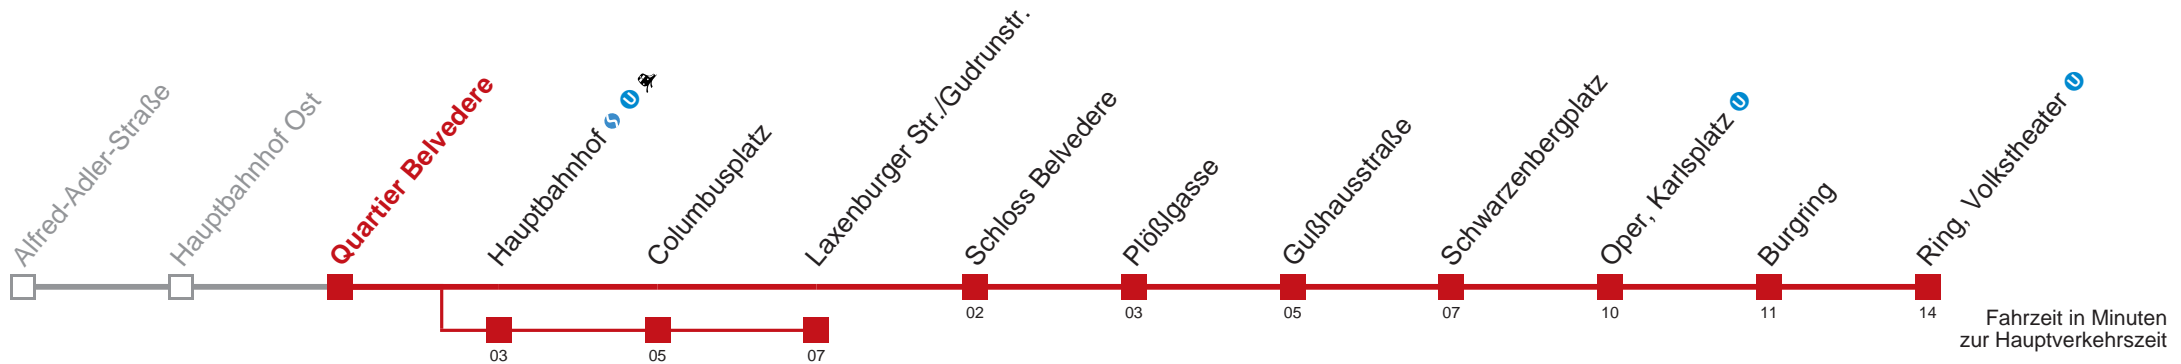 Alfred-Adler-Straße
Hauptbahnhof Ost
Quartier Belvedere
Hauptbahnhof S U
Columbusplatz
Laxenburger Str./Gudrunstr.
Schloss Belvedere
Plößlgasse
Gußhausstraße
Schwarzenbergplatz
Oper, Karlsplatz U
Burgring
Ring, Volkstheater U
02
03
05
07
10
11
14
03
05
07
Fahrzeit in Minuten
zur Hauptverkehrszeit